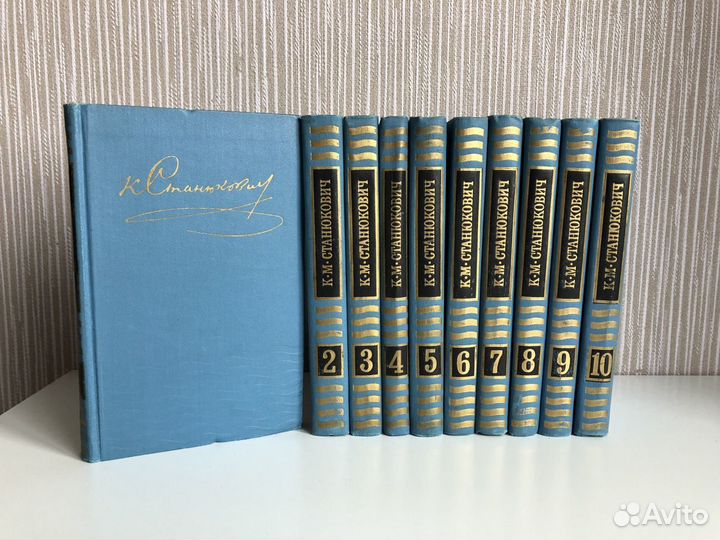 К Станюкович
К·М·СТАНЮКОВИЧ
2
К·М·СТАНЮКОВИЧ
3
К·М·СТАНЮКОВИЧ
4
К·М·СТАНЮКОВИЧ
5
К·М·СТАНЮКОВИЧ
6
К·М·СТАНЮКОВИЧ
7
К·М·СТАНЮКОВИЧ
8
К·М·СТАНЮКОВИЧ
9
К·М·СТАНЮКОВИЧ
10
Avito